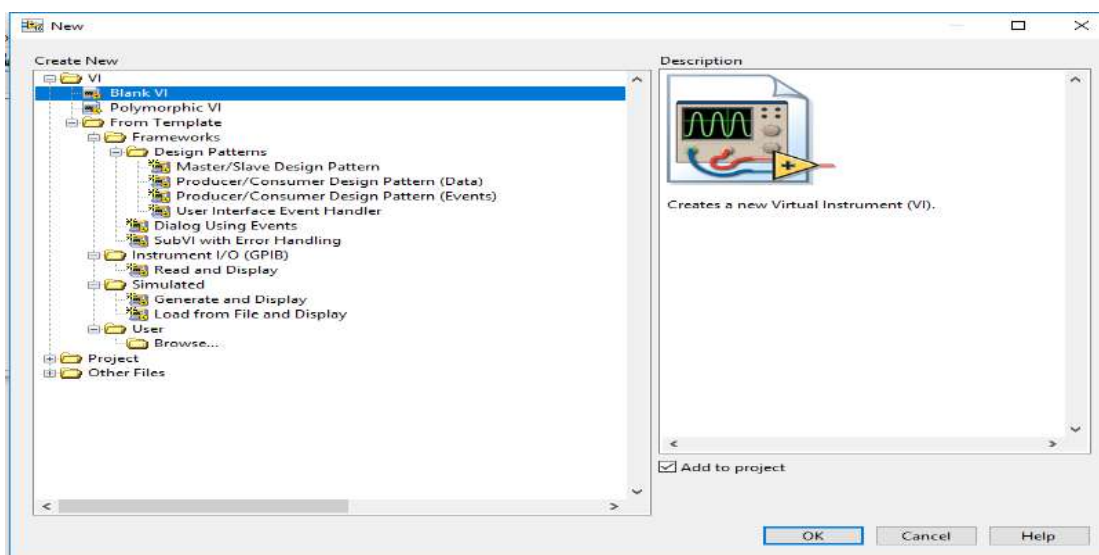 New
Create New
VI
Blank VI
Polymorphic VI
From Template
Frameworks
Design Patterns
Master/Slave Design Pattern
Producer/Consumer Design Pattern (Data)
Producer/Consumer Design Pattern (Events)
User Interface Event Handler
Dialog Using Events
SubVI with Error Handling
Instrument I/O (GPIB)
Read and Display
Simulated
Generate and Display
Load from File and Display
User
Browse...
Project
Other Files
Description
Creates a new Virtual Instrument (VI).
Add to project
OK Cancel Help